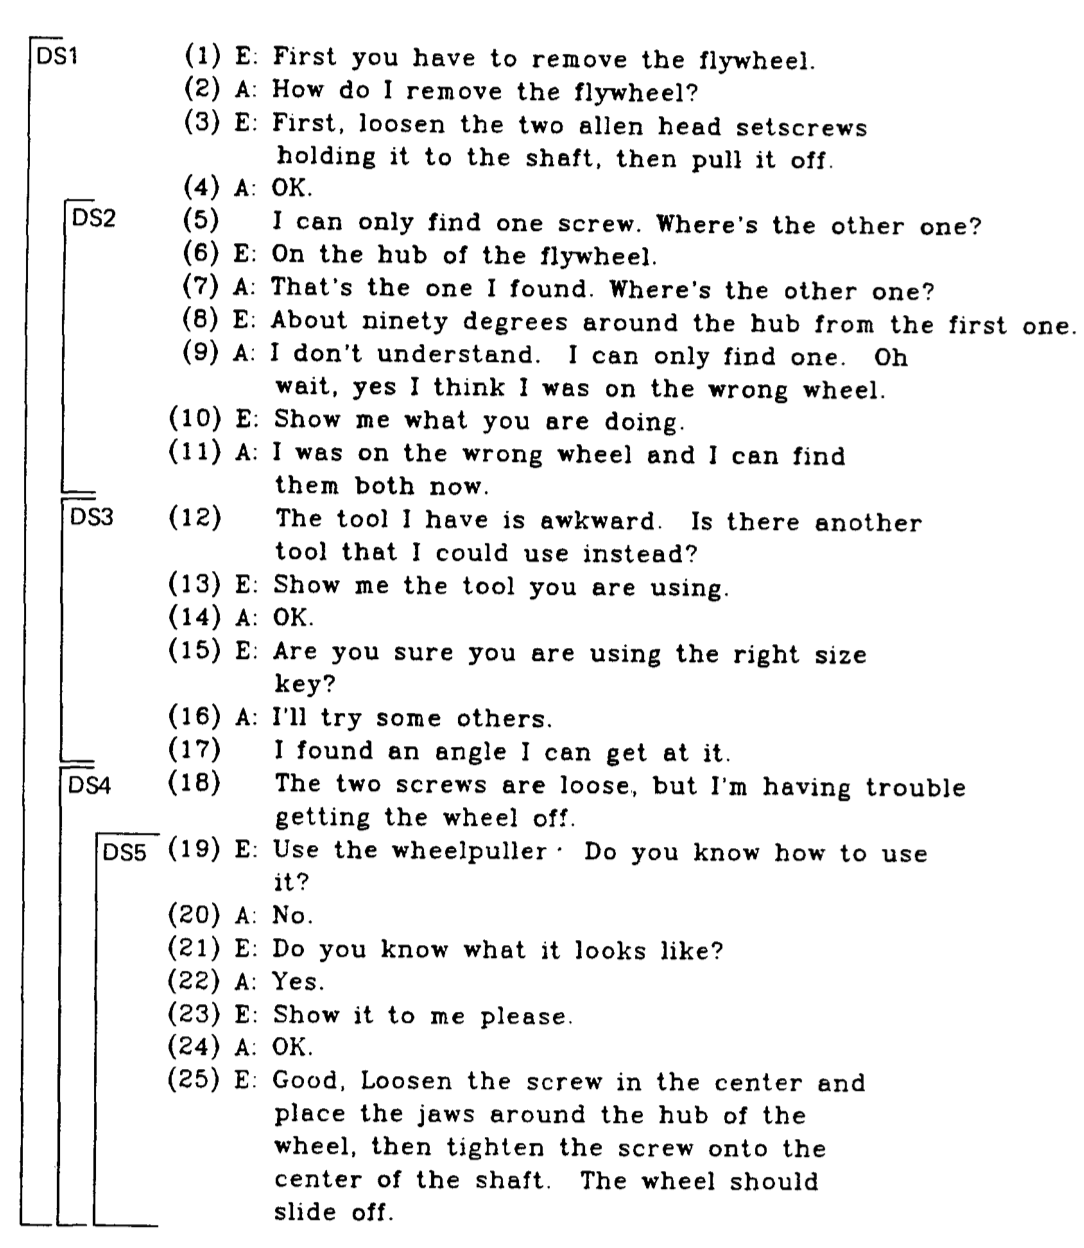 DS1 (1) E: First you have to remove the flywheel.
(2) A: How do I remove the flywheel?
(3) E: First, loosen the two allen head setscrews
holding it to the shaft, then pull it off.
(4) A: OK.
DS2 (5) I can only find one screw. Where's the other one?
(6) E: On the hub of the flywheel.
(7) A: That's the one I found. Where's the other one?
(8) E: About ninety degrees around the hub from the first one.
(9) A: I don't understand. I can only find one. Oh
wait, yes I think I was on the wrong wheel.
(10) E: Show me what you are doing.
(11) A: I was on the wrong wheel and I can find
them both now.
DS3 (12) The tool I have is awkward. Is there another
tool that I could use instead?
(13) E: Show me the tool you are using.
(14) A: OK.
(15) E: Are you sure you are using the right size
key?
(16) A: I'll try some others.
(17) I found an angle I can get at it.
DS4 (18) The two screws are loose, but I'm having trouble
getting the wheel off.
DS5 (19) E: Use the wheelpuller · Do you know how to use
it?
(20) A: No.
(21) E: Do you know what it looks like?
(22) A: Yes.
(23) E: Show it to me please.
(24) A: OK.
(25) E: Good, Loosen the screw in the center and
place the jaws around the hub of the
wheel, then tighten the screw onto the
center of the shaft. The wheel should
slide off.